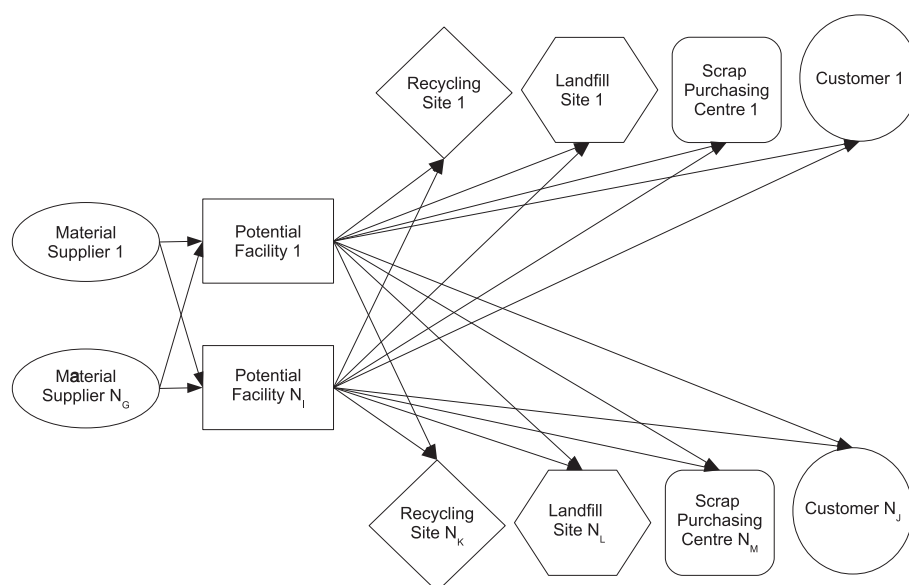 Recycling
Site 1
Landfill
Site 1
Scrap
Purchasing
Centre 1
Customer 1
Material
Supplier 1
Potential
Facility 1
Material
Supplier N_G
Potential
Facility N_I
Recycling
Site N_K
Landfill
Site N_L
Scrap
Purchasing
Centre N_M
Customer N_J